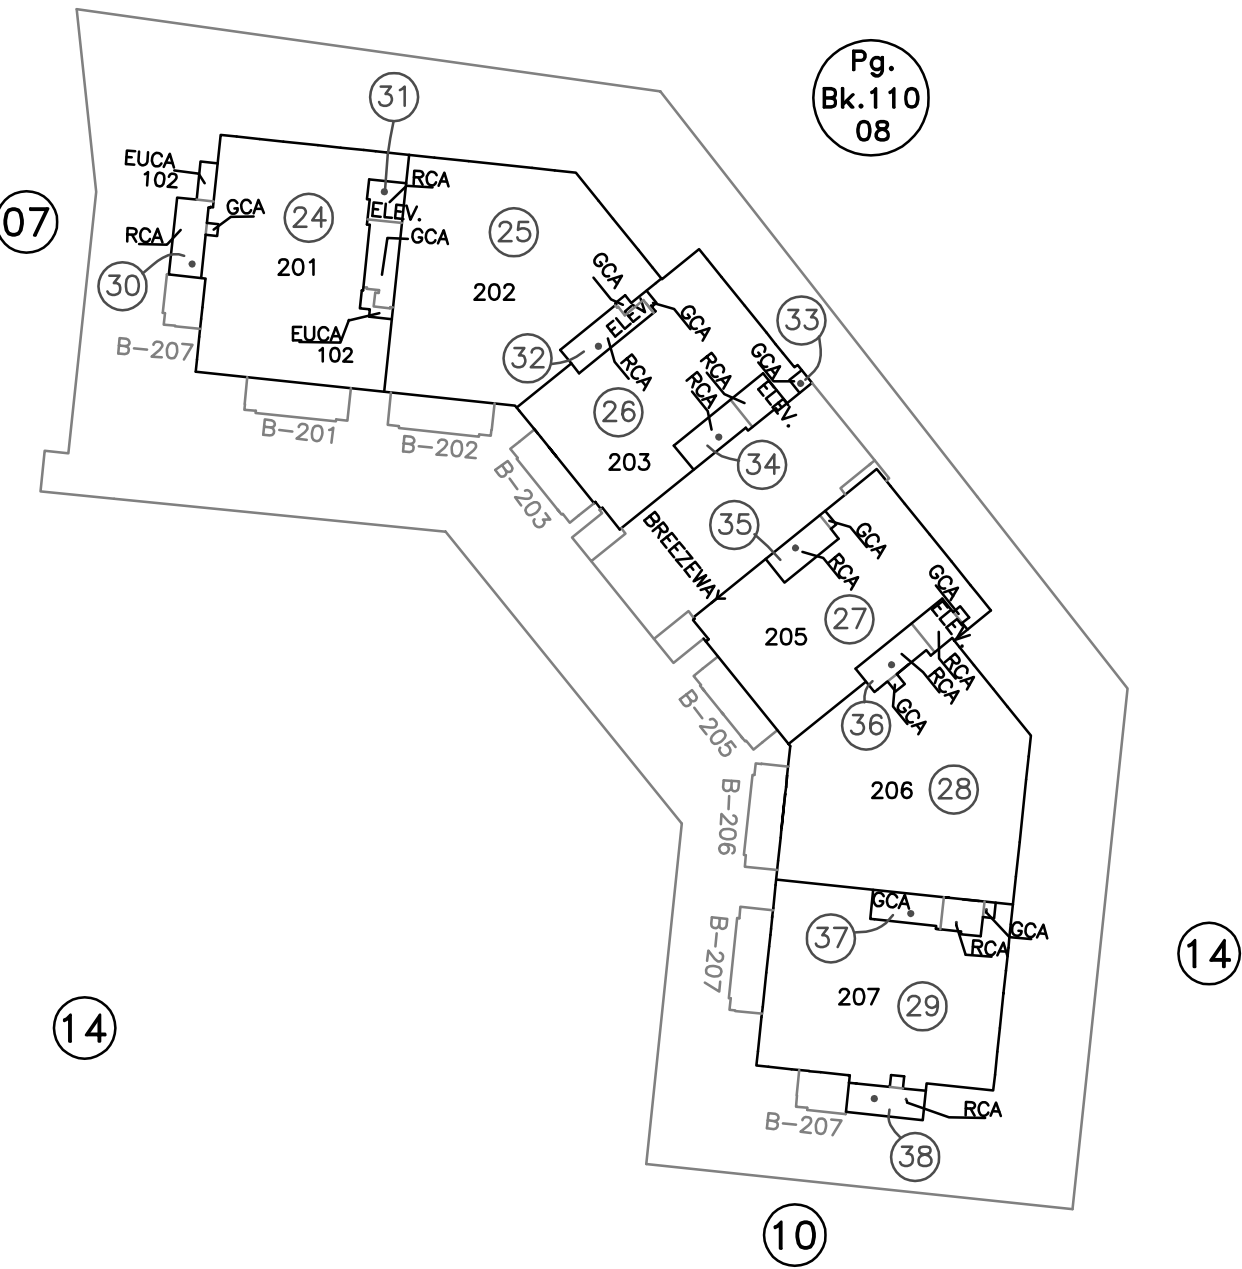 Pg.
Bk.110
08
31
EUCA
102
RCA
07
GCA
24
ELEV.
25
RCA
GCA
201
GCA
30
202
EUCA
102
B-207
ELEV.
GCA
33
32
RCA
GCA
RCA
RCA
ELEV.
26
B-201
B-202
203
34
B-203
BREEZEWAY
35
GCA
RCA
GCA
ELEV.
27
205
RCA
RCA
GCA
36
B-205
206
28
B-206
GCA
37
GCA
RCA
B-207
14
207
29
14
RCA
B-207
38
10